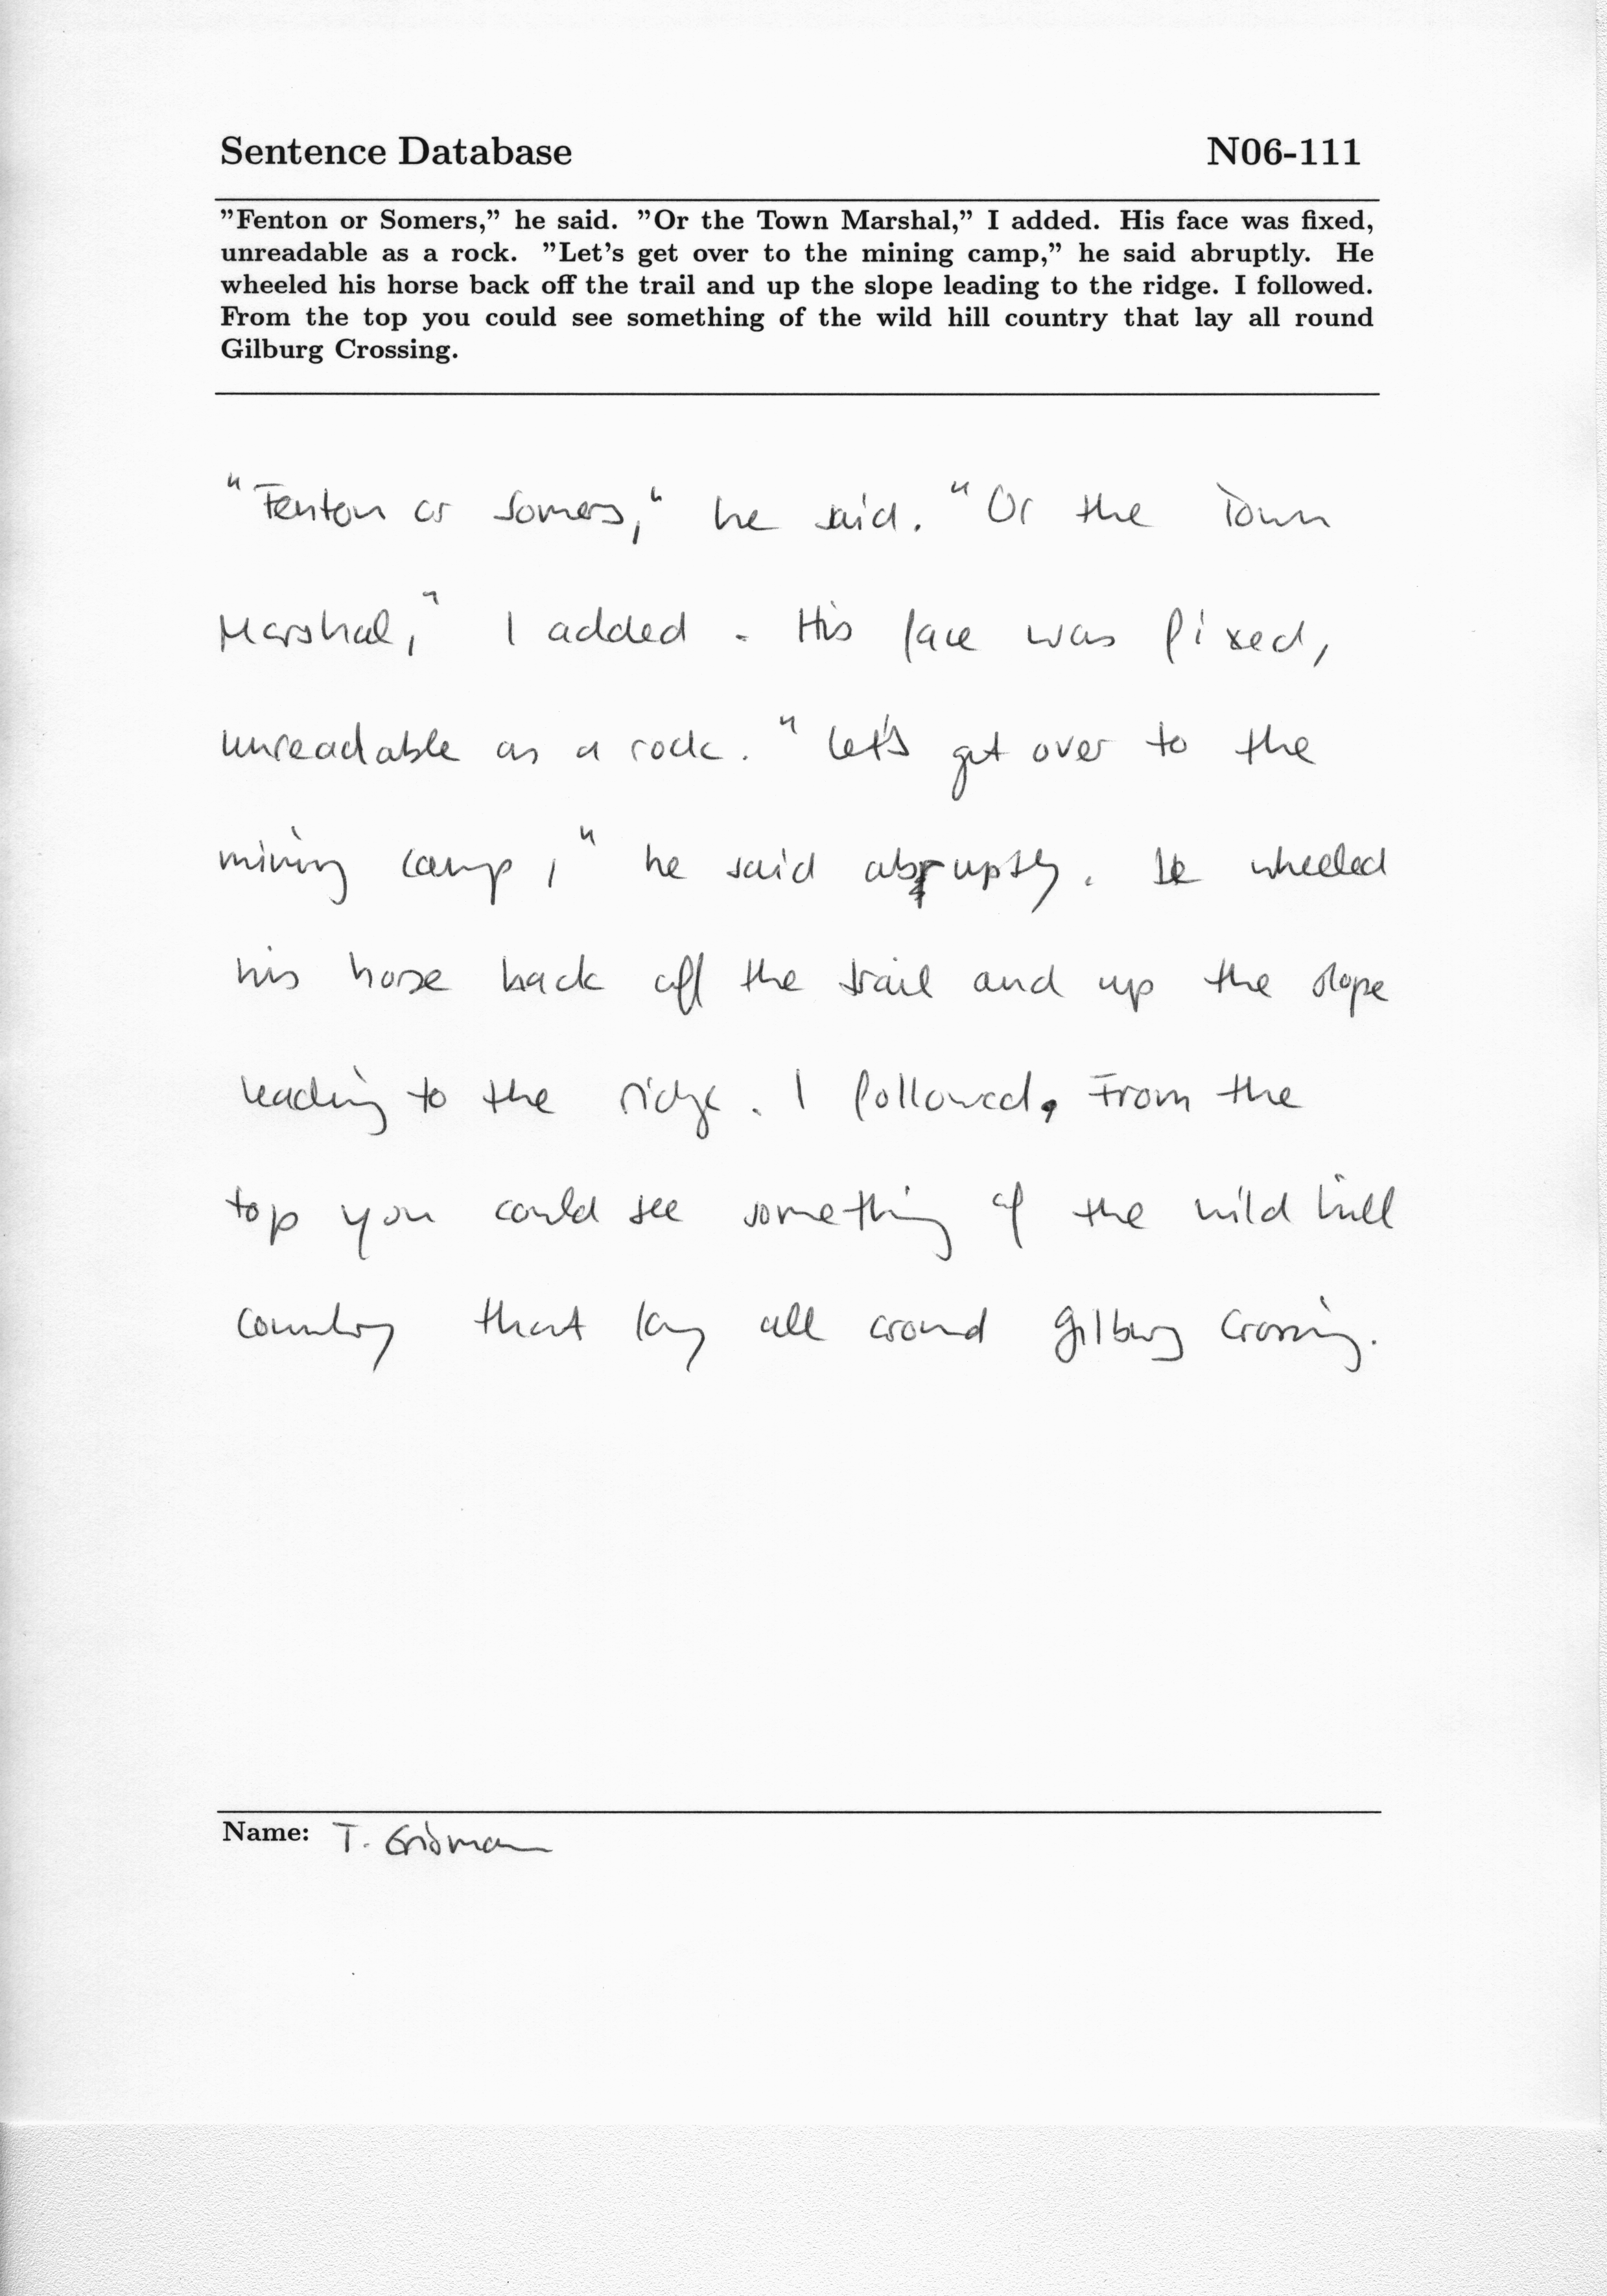 Sentence Database N06-111
"Fenton or Somers," he said. "Or the Town Marshal," I added. His face was fixed,
unreadable as a rock. "Let's get over to the mining camp," he said abruptly. He
wheeled his horse back off the trail and up the slope leading to the ridge. I followed.
From the top you could see something of the wild hill country that lay all round
Gilburg Crossing.
"Fenton or Somers," he said. "Or the Town
Marshal," I added. His face was fixed,
unreadable as a rock. "Let's get over to the
mining camp," he said abruptly. He wheeled
his horse back off the trail and up the slope
leading to the ridge. I followed. From the
top you could see something of the wild hill
country that lay all around Gilburg Crossing.
Name: T.